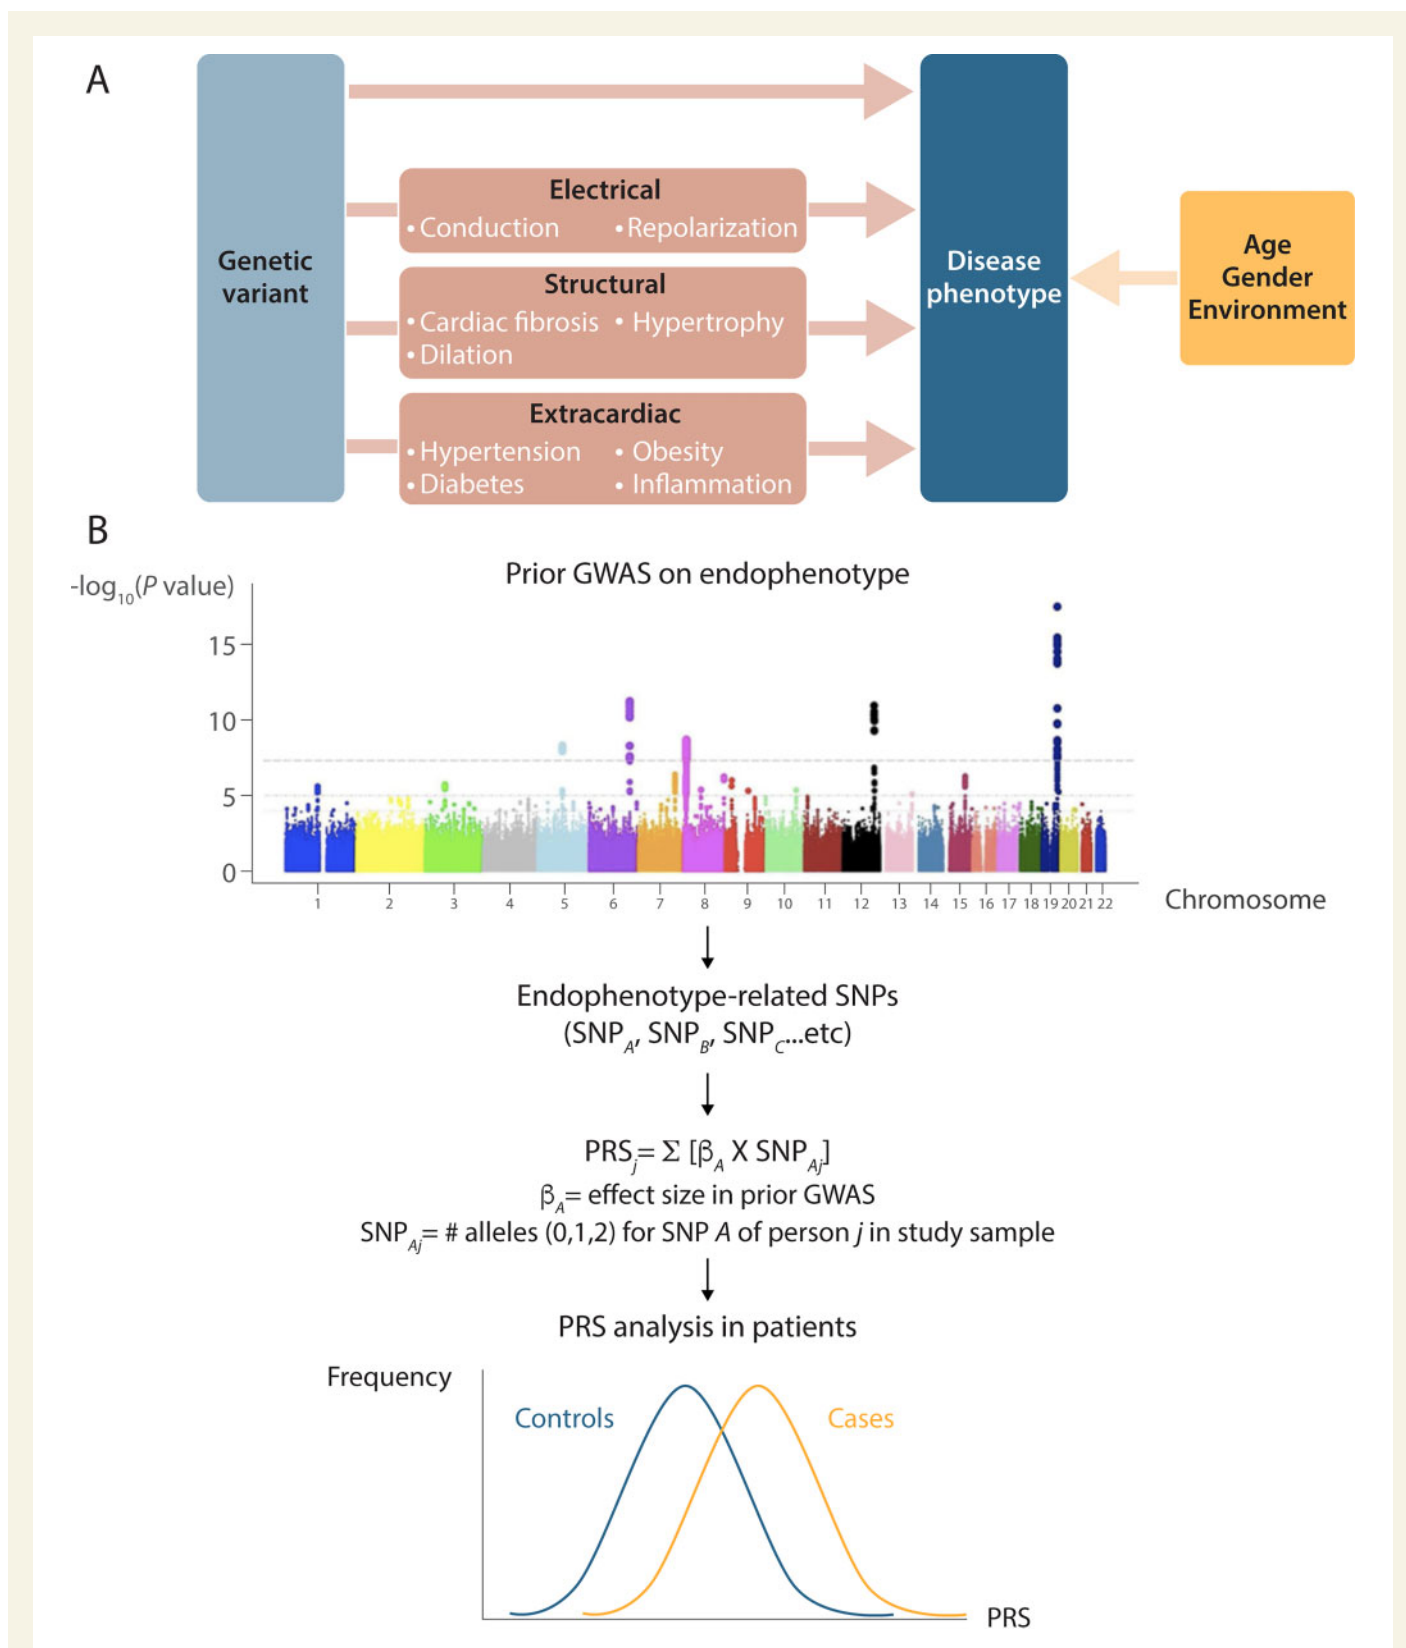 A
Genetic
variant
Electrical
• Conduction • Repolarization
Structural
• Cardiac fibrosis • Hypertrophy
• Dilation
Extracardiac
• Hypertension • Obesity
• Diabetes • Inflammation
Disease
phenotype
Age
Gender
Environment
B
Prior GWAS on endophenotype
-log10(P value)
15
10
5
0
1 2 3 4 5 6 7 8 9 10 11 12 13 14 15 16 17 18 19 20 21 22
Chromosome
Endophenotype-related SNPs
(SNPA, SNPB, SNPC...etc)
PRSj= Σ [βA X SNPAj]
βA= effect size in prior GWAS
SNPAj= # alleles (0,1,2) for SNP A of person j in study sample
PRS analysis in patients
Frequency
Controls
Cases
PRS